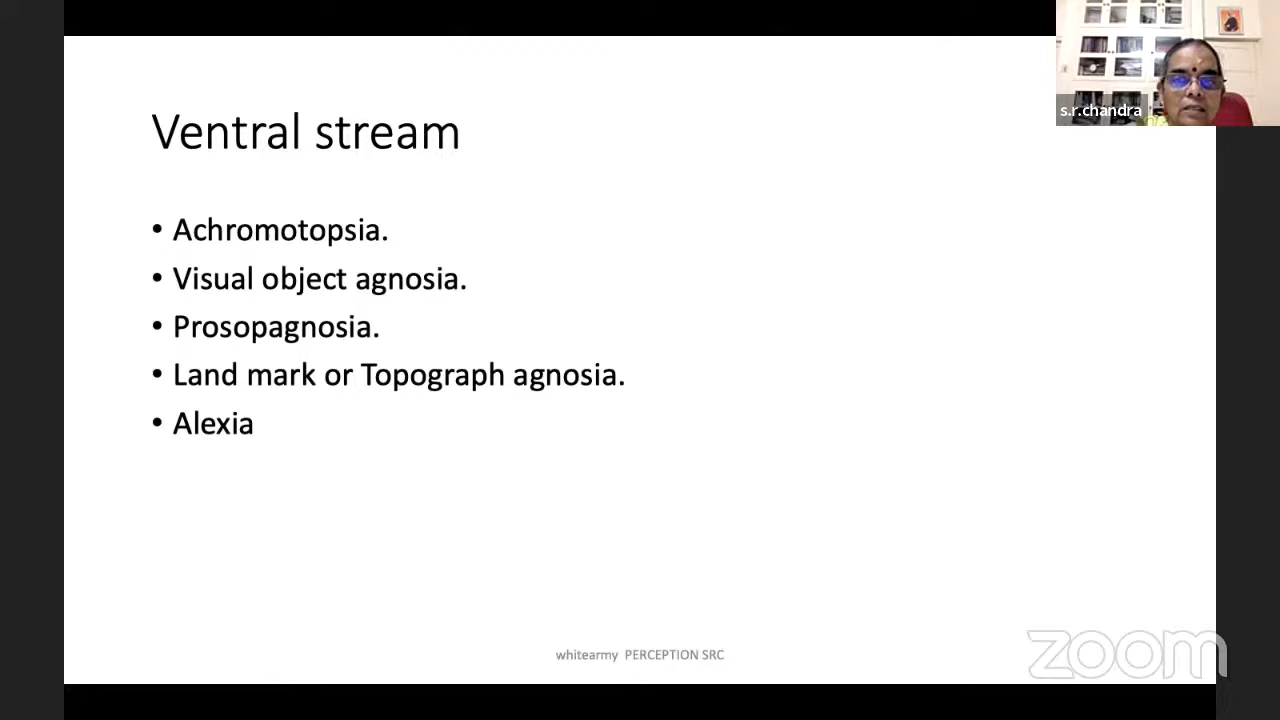 s.r.chandra
Ventral stream
• Achromotopsia.
• Visual object agnosia.
• Prosopagnosia.
• Land mark or Topograph agnosia.
• Alexia
whitearmy PERCEPTION SRC
zoom